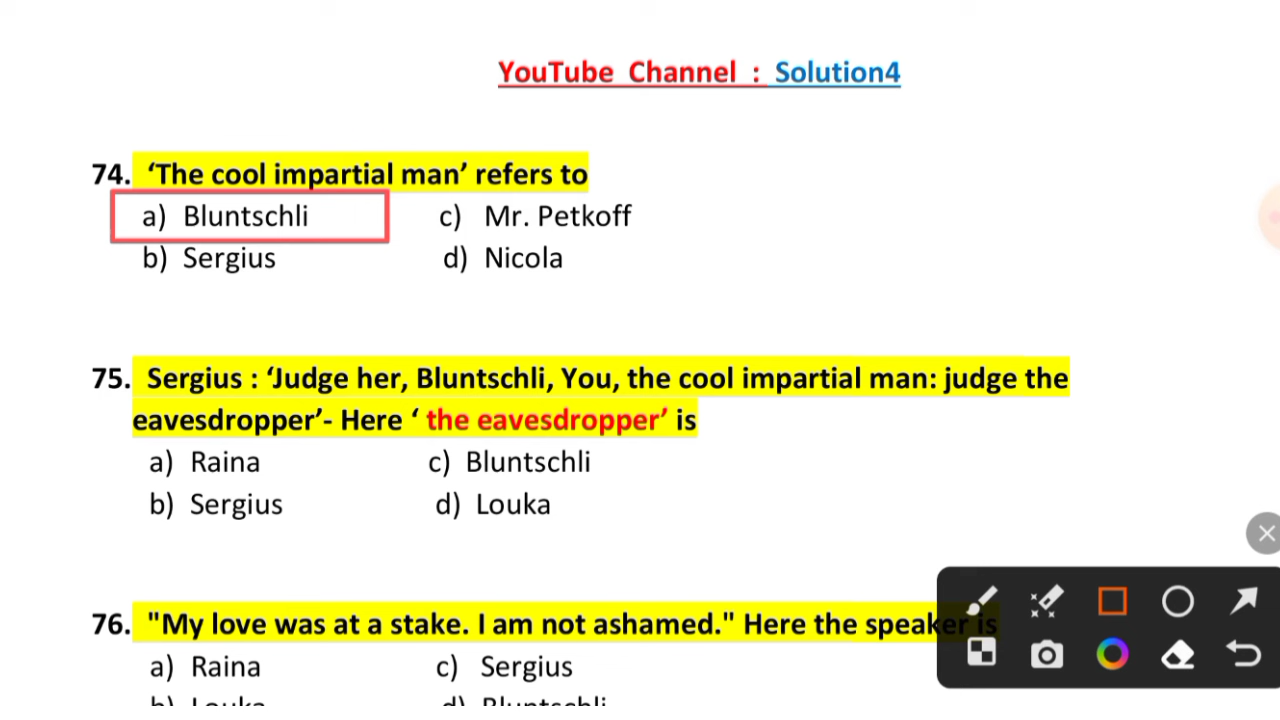 YouTube Channel : Solution4
74. ‘The cool impartial man’ refers to
a) Bluntschli c) Mr. Petkoff
b) Sergius d) Nicola
75. Sergius : ‘Judge her, Bluntschli, You, the cool impartial man: judge the
eavesdropper’- Here ‘ the eavesdropper’ is
a) Raina c) Bluntschli
b) Sergius d) Louka
76. "My love was at a stake. I am not ashamed." Here the speaker is
a) Raina c) Sergius
b) Louka d) Bluntschli